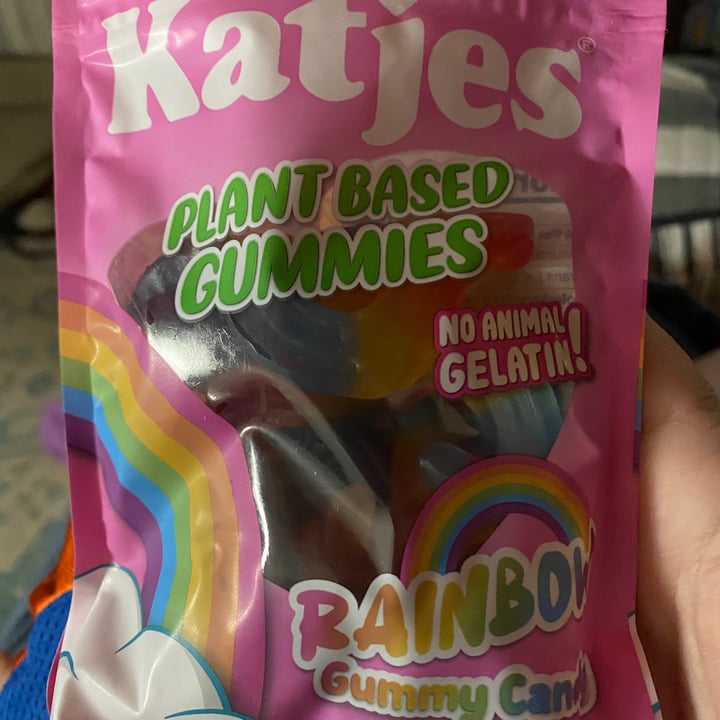 Katjes®
PLANT BASED
GUMMIES
NO ANIMAL
GELATIN!
RAINBOW
Gummy Candy